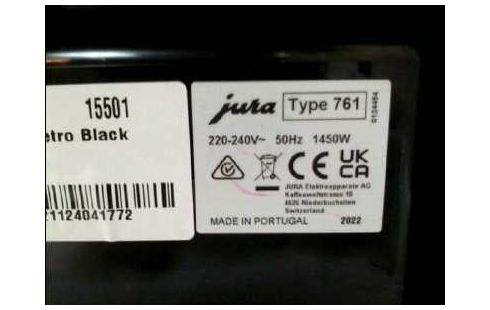 15501
etro Black
21124041772
jura Type 761
0134454
220-240V~ 50Hz 1450W
CE UK CA
JURA Elektroapparate AG
Kaffeeweltstrasse 10
4626 Niederbuchsiten
Switzerland
MADE IN PORTUGAL 2022